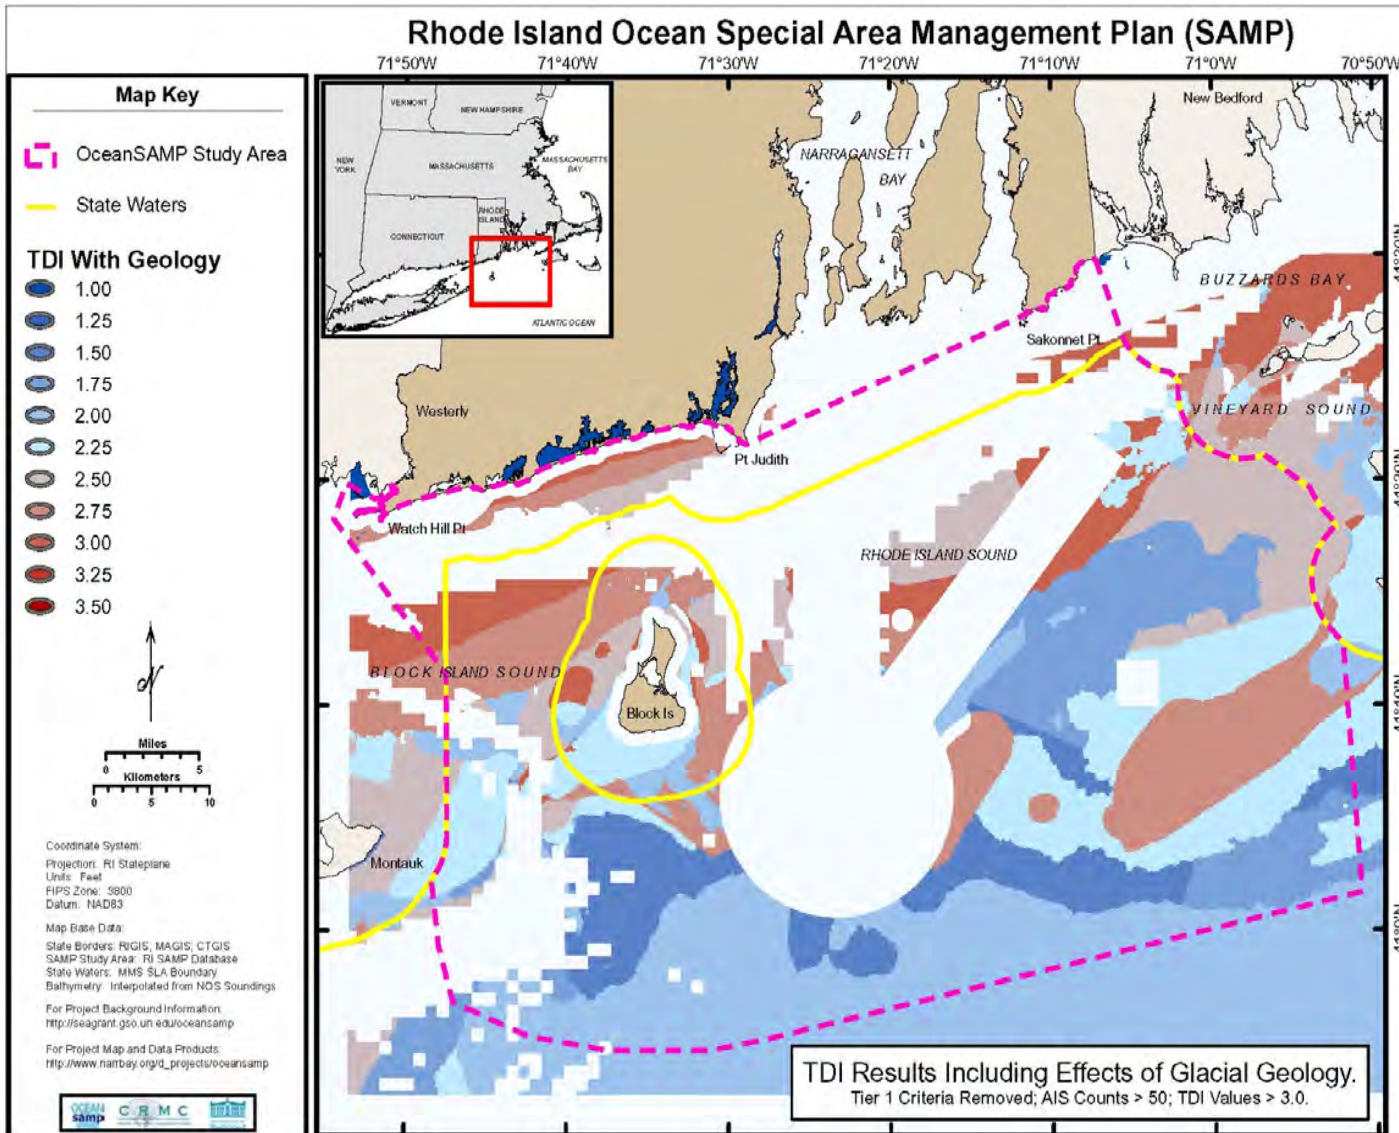 Rhode Island Ocean Special Area Management Plan (SAMP)
71°50'W 71°40'W 71°30'W 71°20'W 71°10'W 71°0'W 70°50'W
Map Key
OceanSAMP Study Area
State Waters
TDI With Geology
1.00
1.25
1.50
1.75
2.00
2.25
2.50
2.75
3.00
3.25
3.50
N
Miles
0 5
Kilometers
0 5 10
Coordinate System:
Projection: RI Stateplane
Units: Feet
FIPS Zone: 3800
Datum: NAD83
Map Base Data:
State Borders: RIGIS; MAGIS; CTGIS
SAMP Study Area: RI SAMP Database
State Waters: MMS SLA Boundary
Bathymetry: Interpolated from NOS Soundings
For Project Background Information:
http://seagrant.gso.uri.edu/oceansamp
For Project Map and Data Products:
http://www.narrbay.org/d_projects/oceansamp
OCEAN
samp
CRMC
VERMONT
NEW HAMPSHIRE
NEW
YORK
MASSACHUSETTS
MASSACHUSETTS
BAY
RHODE
ISLAND
CONNECTICUT
ATLANTIC OCEAN
NARRAGANSETT
BAY
New Bedford
BUZZARDS BAY
Sakonnet Pt.
VINEYARD SOUND
Westerly
Pt Judith
Watch Hill Pt
RHODE ISLAND SOUND
BLOCK ISLAND SOUND
Block Is
Montauk
TDI Results Including Effects of Glacial Geology.
Tier 1 Criteria Removed; AIS Counts > 50; TDI Values > 3.0.